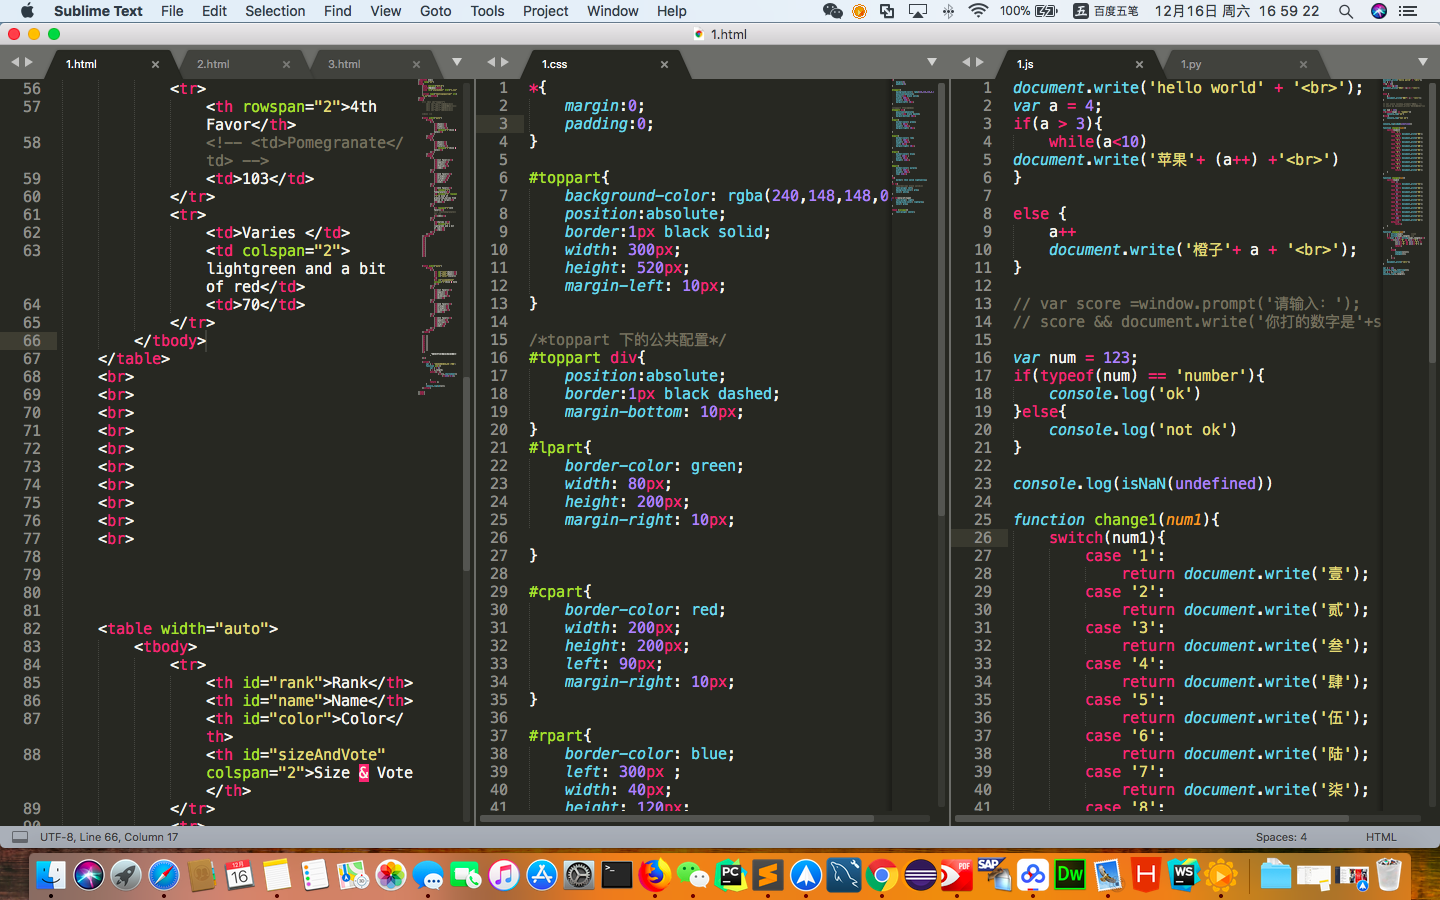 Sublime Text File Edit Selection Find View Goto Tools Project Window Help 100% 五 百度五笔 12月16日 周六 16 59 22
1.html
1.html × 2.html × 3.html ×
56 <tr>
57 <th rowspan="2">4th
Favor</th>
58 <!-- <td>Pomegranate</
td> -->
59 <td>103</td>
60 </tr>
61 <tr>
62 <td>Varies </td>
63 <td colspan="2">
lightgreen and a bit
of red</td>
64 <td>70</td>
65 </tr>
66 </tbody>
67 </table>
68 <br>
69 <br>
70 <br>
71 <br>
72 <br>
73 <br>
74 <br>
75 <br>
76 <br>
77 <br>
78
79
80
81
82 <table width="auto">
83 <tbody>
84 <tr>
85 <th id="rank">Rank</th>
86 <th id="name">Name</th>
87 <th id="color">Color</
th>
88 <th id="sizeAndVote"
colspan="2">Size & Vote
</th>
89 </tr>
90 <tr>
1.css ×
1 *{
2 margin:0;
3 padding:0;
4 }
5
6 #toppart{
7 background-color: rgba(240,148,148,0
8 position:absolute;
9 border:1px black solid;
10 width: 300px;
11 height: 520px;
12 margin-left: 10px;
13 }
14
15 /*toppart 下的公共配置*/
16 #toppart div{
17 position:absolute;
18 border:1px black dashed;
19 margin-bottom: 10px;
20 }
21 #lpart{
22 border-color: green;
23 width: 80px;
24 height: 200px;
25 margin-right: 10px;
26
27 }
28
29 #cpart{
30 border-color: red;
31 width: 200px;
32 height: 200px;
33 left: 90px;
34 margin-right: 10px;
35 }
36
37 #rpart{
38 border-color: blue;
39 left: 300px ;
40 width: 40px;
41 height: 120px;
1.js × 1.py ×
1 document.write('hello world' + '<br>');
2 var a = 4;
3 if(a > 3){
4 while(a<10)
5 document.write('苹果'+ (a++) +'<br>')
6 }
7
8 else {
9 a++
10 document.write('橙子'+ a + '<br>');
11 }
12
13 // var score =window.prompt('请输入: ');
14 // score && document.write('你打的数字是'+s
15
16 var num = 123;
17 if(typeof(num) == 'number'){
18 console.log('ok')
19 }else{
20 console.log('not ok')
21 }
22
23 console.log(isNaN(undefined))
24
25 function change1(num1){
26 switch(num1){
27 case '1':
28 return document.write('壹');
29 case '2':
30 return document.write('贰');
31 case '3':
32 return document.write('叁');
33 case '4':
34 return document.write('肆');
35 case '5':
36 return document.write('伍');
37 case '6':
38 return document.write('陆');
39 case '7':
40 return document.write('柒');
41 case '8':
UTF-8, Line 66, Column 17 Spaces: 4 HTML
12月 16 >_ PC S PDF SAP Dw H WS